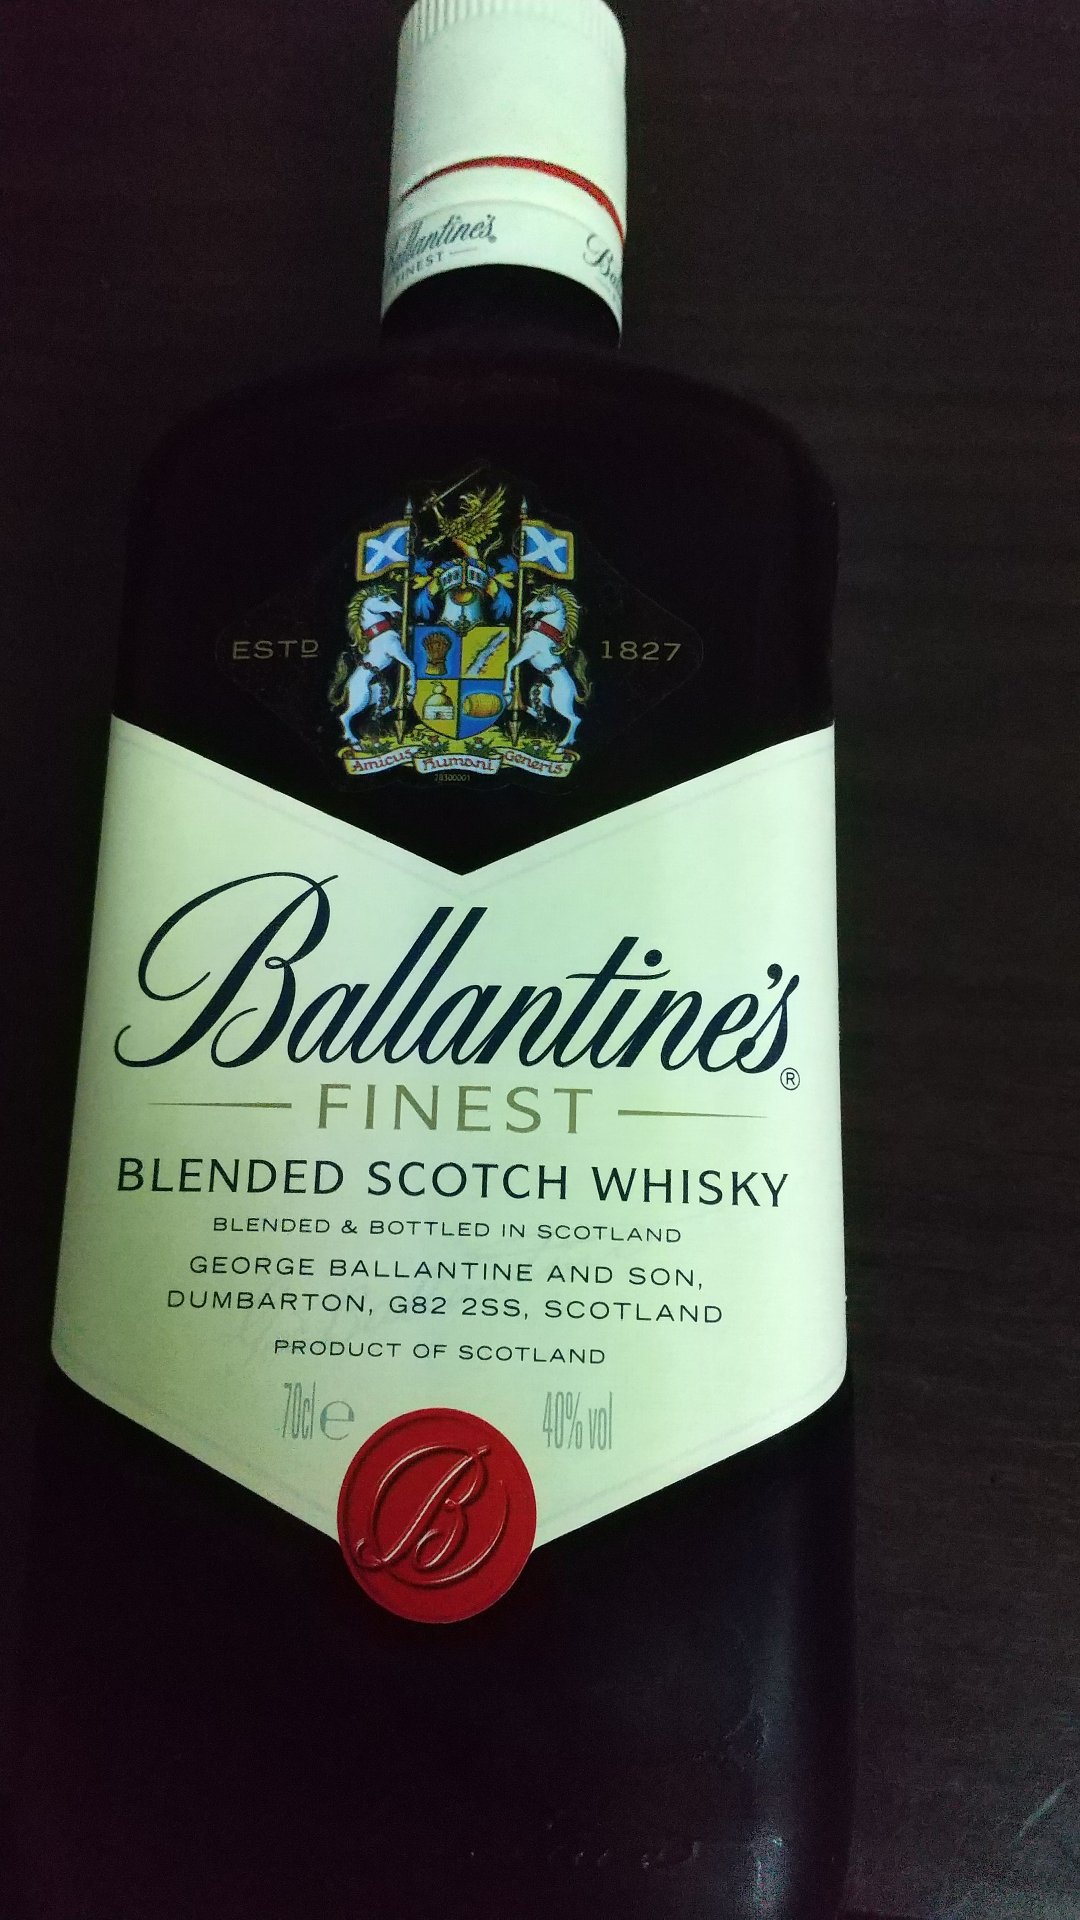 Ballantine's
FINEST
ESTD 1827
Amicus Humani Generis
78300001
Ballantine's®
FINEST
BLENDED SCOTCH WHISKY
BLENDED & BOTTLED IN SCOTLAND
GEORGE BALLANTINE AND SON,
DUMBARTON, G82 2SS, SCOTLAND
PRODUCT OF SCOTLAND
70cl e 40% vol
B